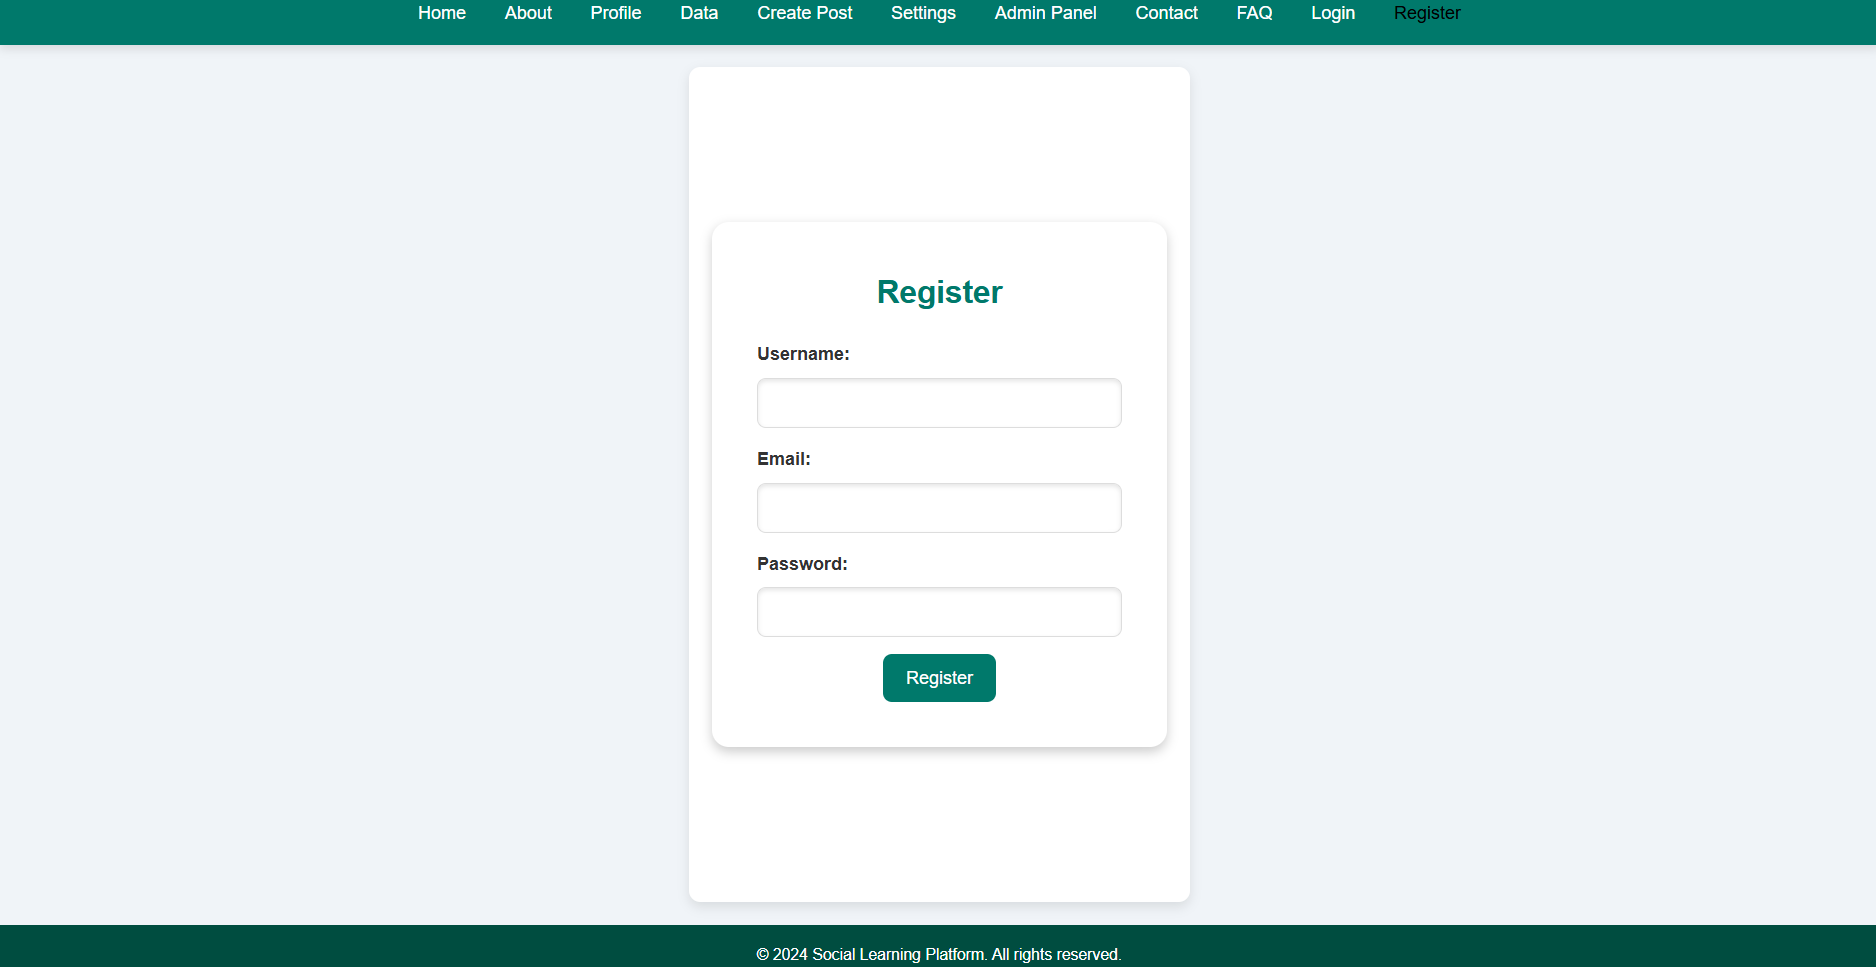 Home About Profile Data Create Post Settings Admin Panel Contact FAQ Login Register
Register
Username:
Email:
Password:
Register
© 2024 Social Learning Platform. All rights reserved.